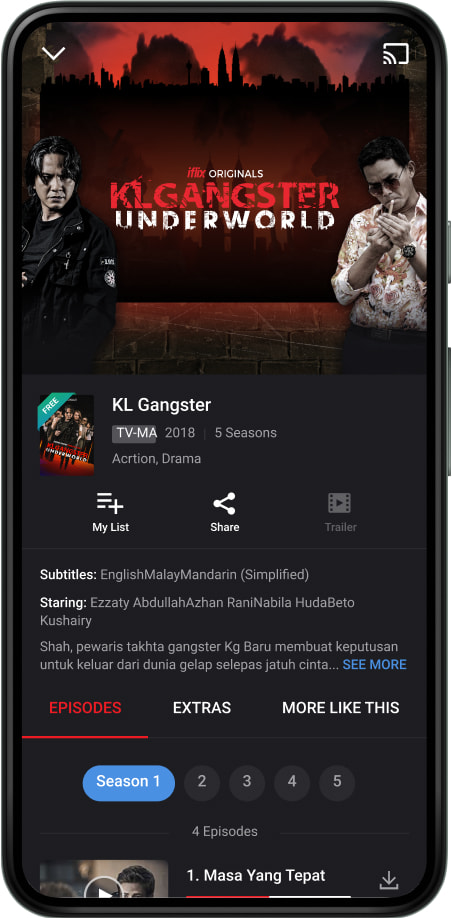 iflix ORIGINALS
KL GANGSTER
UNDERWORLD
FREE
KL Gangster
TV-MA 2018 | 5 Seasons
Acrtion, Drama
My List
Share
Trailer
Subtitles: EnglishMalayMandarin (Simplified)
Staring: Ezzaty AbdullahAzhan RaniNabila HudaBeto
Kushairy
Shah, pewaris takhta gangster Kg Baru membuat keputusan
untuk keluar dari dunia gelap selepas jatuh cinta... SEE MORE
EPISODES
EXTRAS
MORE LIKE THIS
Season 1
2
3
4
5
4 Episodes
1. Masa Yang Tepat